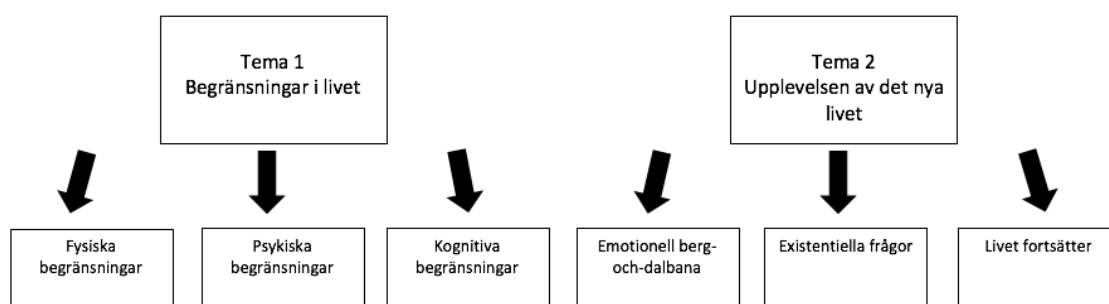 Tema 1
Begränsningar i livet
Tema 2
Upplevelsen av det nya
livet
Fysiska
begränsningar
Psykiska
begränsningar
Kognitiva
begränsningar
Emotionell berg-
och-dalbana
Existentiella frågor
Livet fortsätter